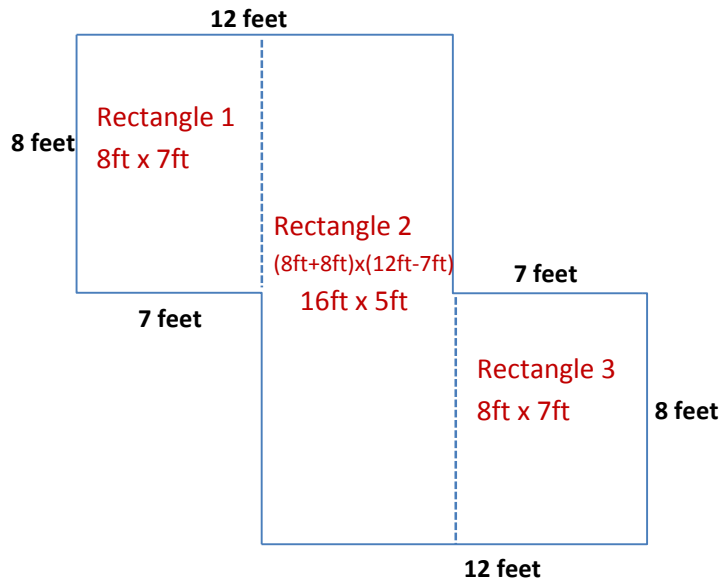 12 feet
Rectangle 1
8ft x 7ft
8 feet
Rectangle 2
(8ft+8ft)x(12ft-7ft)
16ft x 5ft
7 feet
7 feet
Rectangle 3
8ft x 7ft
8 feet
12 feet